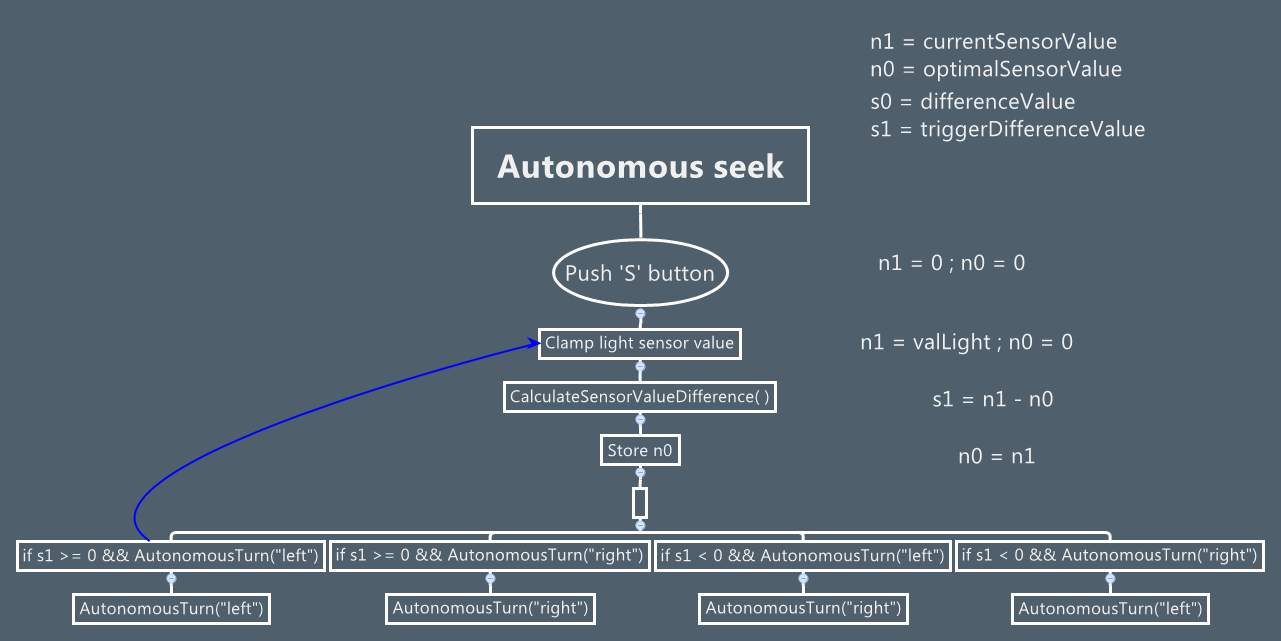 n1 = currentSensorValue
n0 = optimalSensorValue
s0 = differenceValue
s1 = triggerDifferenceValue
Autonomous seek
Push 'S' button
n1 = 0 ; n0 = 0
Clamp light sensor value
n1 = valLight ; n0 = 0
CalculateSensorValueDifference( )
s1 = n1 - n0
Store n0
n0 = n1
if s1 >= 0 && AutonomousTurn("left")
if s1 >= 0 && AutonomousTurn("right")
if s1 < 0 && AutonomousTurn("left")
if s1 < 0 && AutonomousTurn("right")
AutonomousTurn("left")
AutonomousTurn("right")
AutonomousTurn("right")
AutonomousTurn("left")